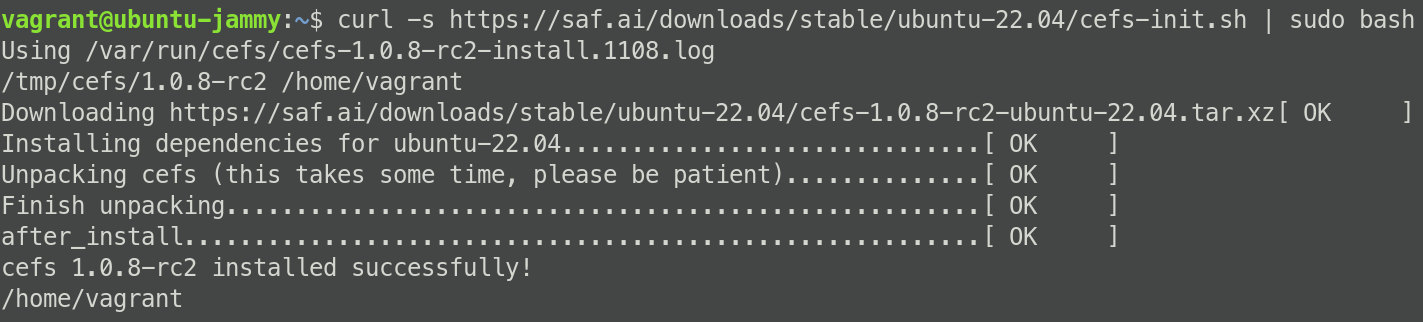 vagrant@ubuntu-jammy:~$ curl -s https://saf.ai/downloads/stable/ubuntu-22.04/cefs-init.sh | sudo bash
Using /var/run/cefs/cefs-1.0.8-rc2-install.1108.log
/tmp/cefs/1.0.8-rc2 /home/vagrant
Downloading https://saf.ai/downloads/stable/ubuntu-22.04/cefs-1.0.8-rc2-ubuntu-22.04.tar.xz[ OK     ]
Installing dependencies for ubuntu-22.04..............................[ OK     ]
Unpacking cefs (this takes some time, please be patient)..............[ OK     ]
Finish unpacking......................................................[ OK     ]
after_install.........................................................[ OK     ]
cefs 1.0.8-rc2 installed successfully!
/home/vagrant